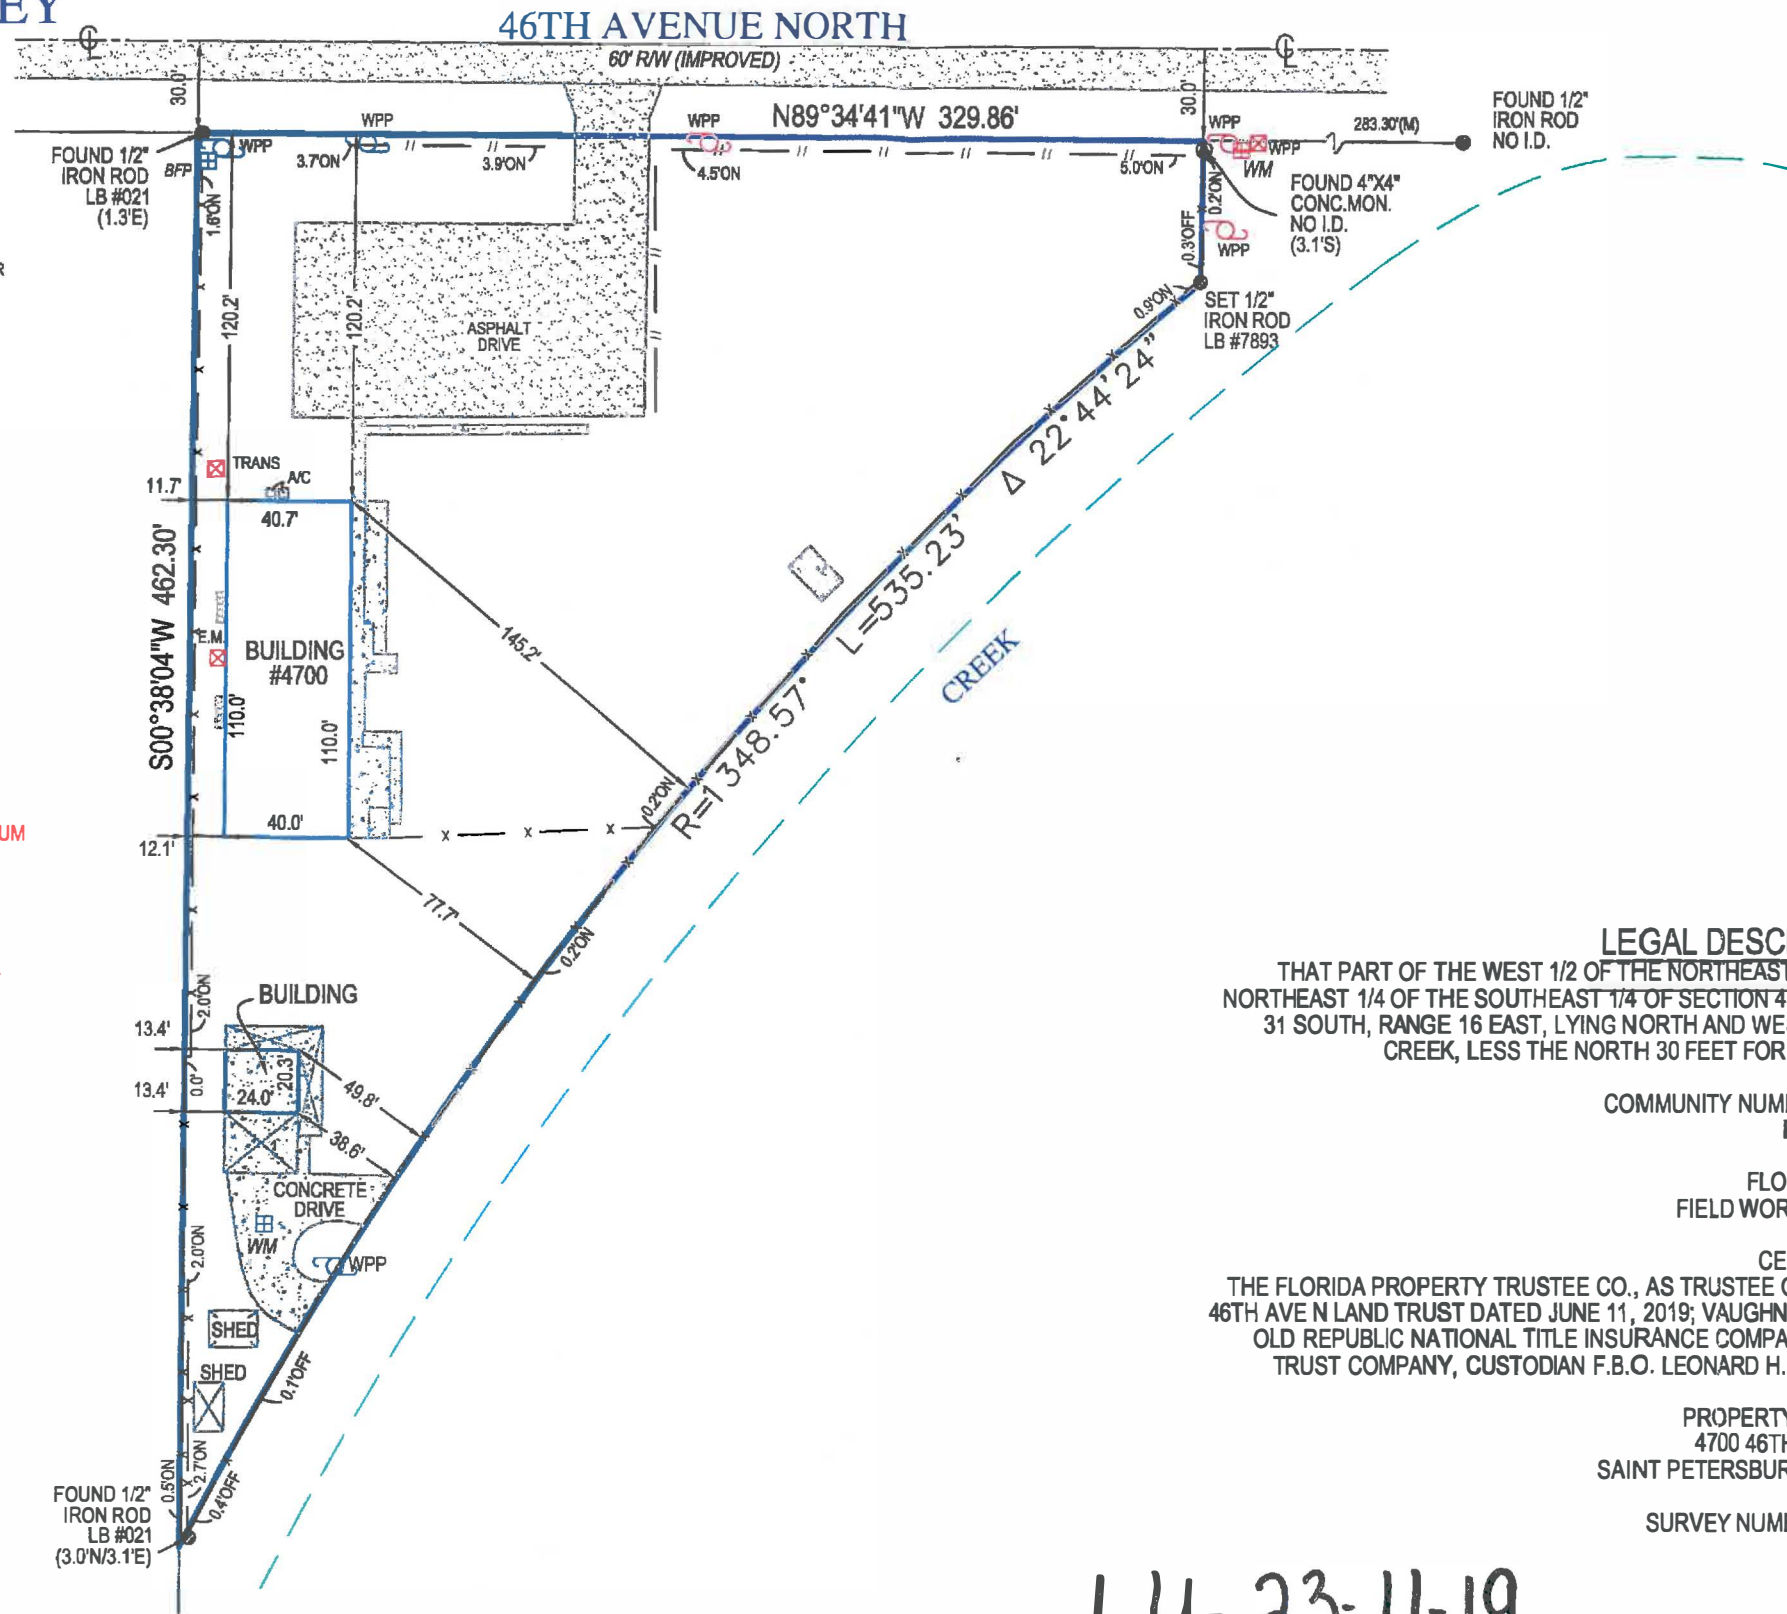 EY
46TH AVENUE NORTH
60' R/W (IMPROVED)
30.0'
30.0'
N89°34'41"W 329.86'
FOUND 1/2"
IRON ROD
NO I.D.
283.30'(M)
WPP
WPP
WPP
WPP
WPP
WM
FOUND 1/2"
IRON ROD
LB #021
(1.3'E)
BFP
3.7'ON
3.9'ON
4.5'ON
5.0'ON
1.6'ON
0.2'ON
FOUND 4"X4"
CONC.MON.
NO I.D.
(3.1'S)
0.3'OFF
WPP
R
120.2'
120.2'
ASPHALT
DRIVE
0.9'ON
SET 1/2"
IRON ROD
LB #7893
Δ 22°44'24"
TRANS
A/C
11.7'
40.7'
S00°38'04"W 462.30'
L=535.23'
E.M.
BUILDING
#4700
145.2'
CREEK
110.0'
110.0'
R=1348.57'
0.2'ON
UM
40.0'
12.1'
77.7'
0.2'ON
2.0'ON
BUILDING
13.4'
13.4'
0.0'
20.3'
24.0'
49.8'
38.6'
CONCRETE
DRIVE
WM
WPP
2.0'ON
SHED
SHED
0.1'OFF
2.7'ON
0.5'ON
0.4'OFF
FOUND 1/2"
IRON ROD
LB #021
(3.0'N/3.1'E)
LEGAL DESC
THAT PART OF THE WEST 1/2 OF THE NORTHEAST
NORTHEAST 1/4 OF THE SOUTHEAST 1/4 OF SECTION 4
31 SOUTH, RANGE 16 EAST, LYING NORTH AND WE
CREEK, LESS THE NORTH 30 FEET FOR
COMMUNITY NUM
FLO
FIELD WOR
CE
THE FLORIDA PROPERTY TRUSTEE CO., AS TRUSTEE
46TH AVE N LAND TRUST DATED JUNE 11, 2019; VAUGHN
OLD REPUBLIC NATIONAL TITLE INSURANCE COMPA
TRUST COMPANY, CUSTODIAN F.B.O. LEONARD H.
PROPERTY
4700 46TH
SAINT PETERSBUR
SURVEY NUM
23-11-19